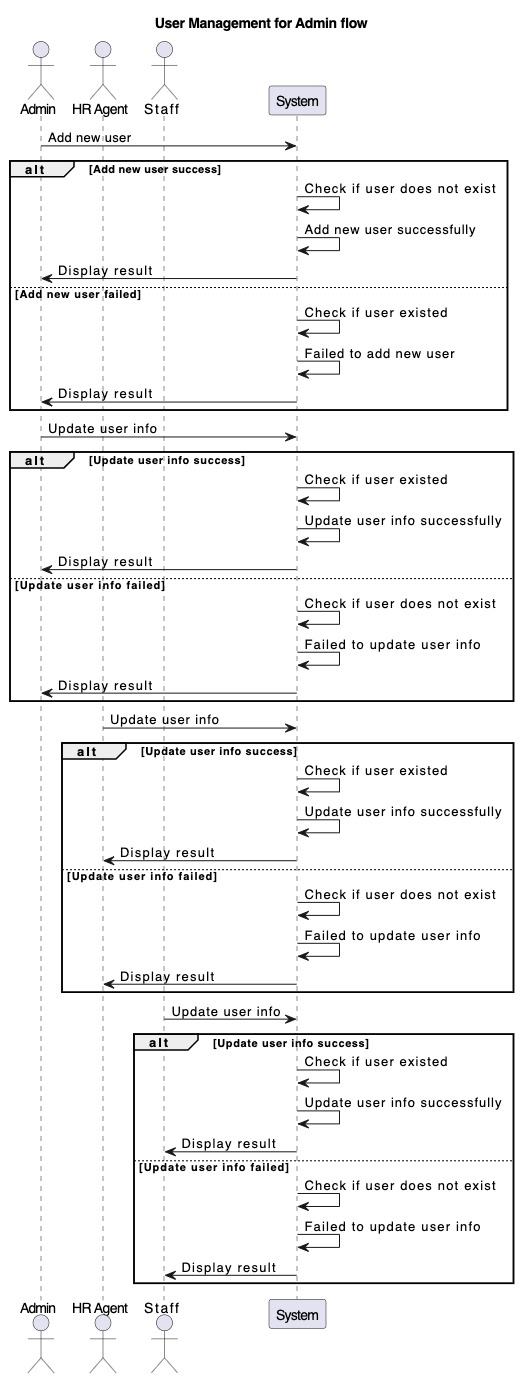 User Management for Admin flow
Admin HR Agent Staff System
Add new user
alt [Add new user success]
Check if user does not exist
Add new user successfully
Display result
[Add new user failed]
Check if user existed
Failed to add new user
Display result
Update user info
alt [Update user info success]
Check if user existed
Update user info successfully
Display result
[Update user info failed]
Check if user does not exist
Failed to update user info
Display result
Update user info
alt [Update user info success]
Check if user existed
Update user info successfully
Display result
[Update user info failed]
Check if user does not exist
Failed to update user info
Display result
Update user info
alt [Update user info success]
Check if user existed
Update user info successfully
Display result
[Update user info failed]
Check if user does not exist
Failed to update user info
Display result
Admin HR Agent Staff System